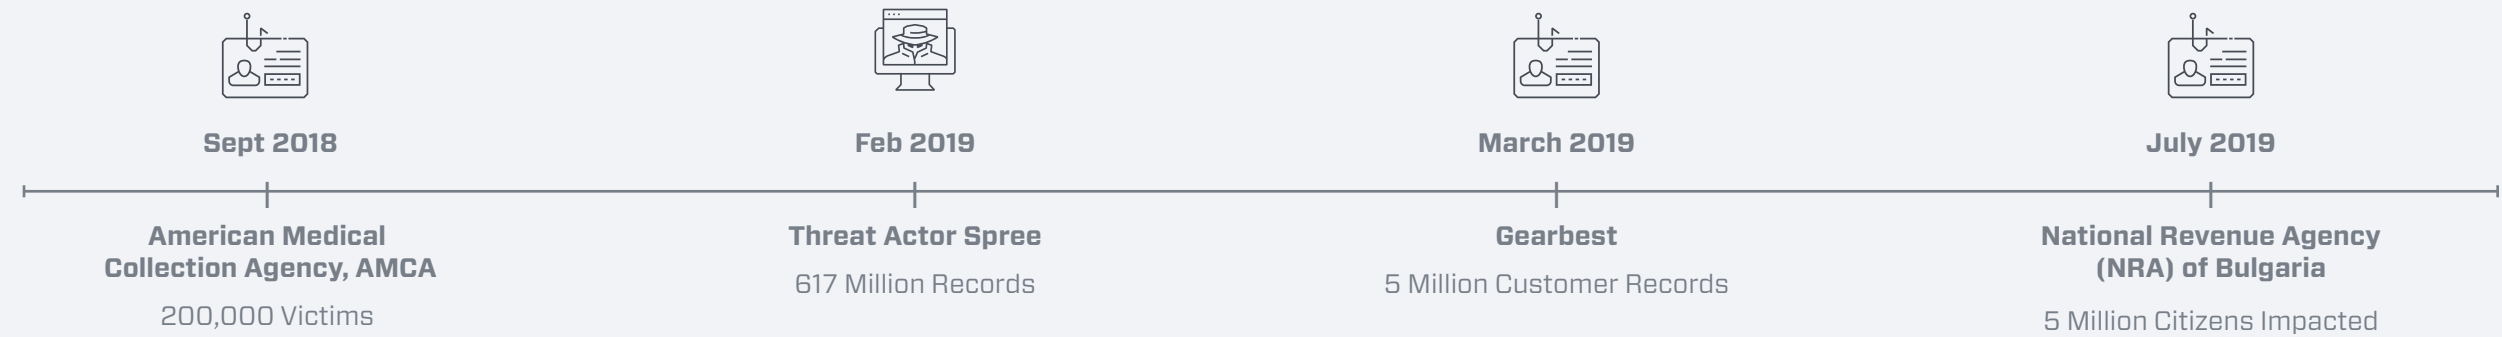 Sept 2018
Feb 2019
March 2019
July 2019
American Medical
Collection Agency, AMCA
200,000 Victims
Threat Actor Spree
617 Million Records
Gearbest
5 Million Customer Records
National Revenue Agency
(NRA) of Bulgaria
5 Million Citizens Impacted